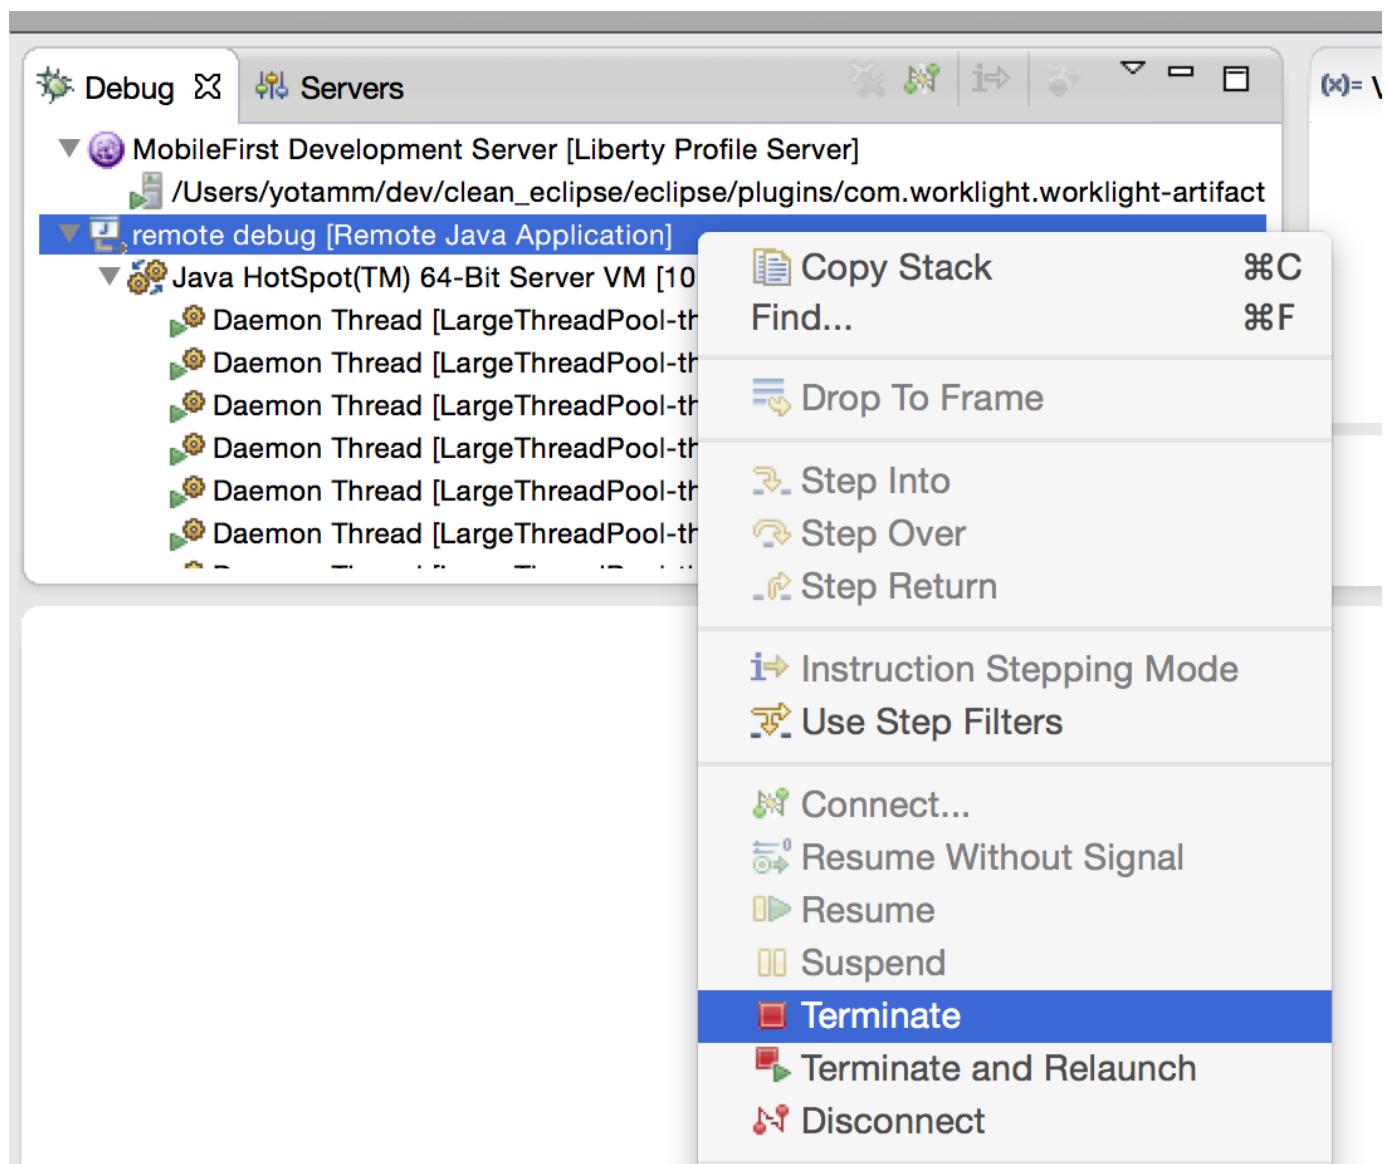 Debug
Servers
(x)=
MobileFirst Development Server [Liberty Profile Server]
/Users/yotamm/dev/clean_eclipse/eclipse/plugins/com.worklight.worklight-artifact
remote debug [Remote Java Application]
Java HotSpot(TM) 64-Bit Server VM [10
Daemon Thread [LargeThreadPool-th
Daemon Thread [LargeThreadPool-th
Daemon Thread [LargeThreadPool-th
Daemon Thread [LargeThreadPool-th
Daemon Thread [LargeThreadPool-th
Daemon Thread [LargeThreadPool-th
Copy Stack ⌘C
Find... ⌘F
Drop To Frame
Step Into
Step Over
Step Return
Instruction Stepping Mode
Use Step Filters
Connect...
Resume Without Signal
Resume
Suspend
Terminate
Terminate and Relaunch
Disconnect